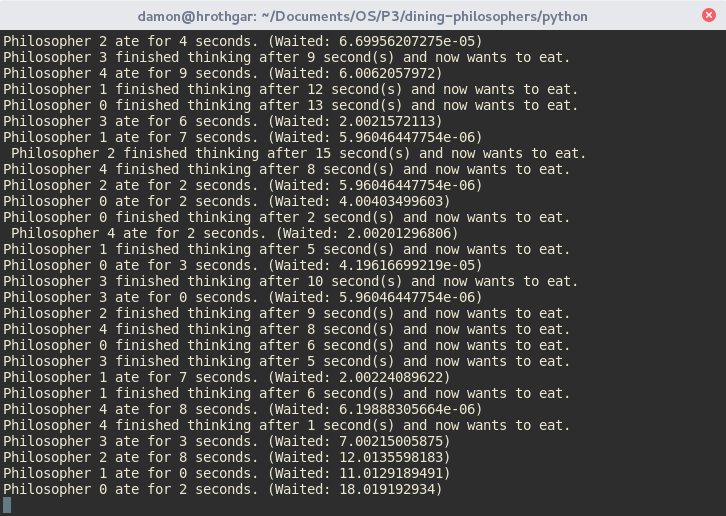 damon@hrothgar: ~/Documents/OS/P3/dining-philosophers/python
Philosopher 2 ate for 4 seconds. (Waited: 6.69956207275e-05)
Philosopher 3 finished thinking after 9 second(s) and now wants to eat.
Philosopher 4 ate for 9 seconds. (Waited: 6.0062057972)
Philosopher 1 finished thinking after 12 second(s) and now wants to eat.
Philosopher 0 finished thinking after 13 second(s) and now wants to eat.
Philosopher 3 ate for 6 seconds. (Waited: 2.0021572113)
Philosopher 1 ate for 7 seconds. (Waited: 5.96046447754e-06)
 Philosopher 2 finished thinking after 15 second(s) and now wants to eat.
Philosopher 4 finished thinking after 8 second(s) and now wants to eat.
Philosopher 2 ate for 2 seconds. (Waited: 5.96046447754e-06)
Philosopher 0 ate for 2 seconds. (Waited: 4.00403499603)
Philosopher 0 finished thinking after 2 second(s) and now wants to eat.
 Philosopher 4 ate for 2 seconds. (Waited: 2.00201296806)
Philosopher 1 finished thinking after 5 second(s) and now wants to eat.
Philosopher 0 ate for 3 seconds. (Waited: 4.19616699219e-05)
Philosopher 3 finished thinking after 10 second(s) and now wants to eat.
Philosopher 3 ate for 0 seconds. (Waited: 5.96046447754e-06)
Philosopher 2 finished thinking after 9 second(s) and now wants to eat.
Philosopher 4 finished thinking after 8 second(s) and now wants to eat.
Philosopher 0 finished thinking after 6 second(s) and now wants to eat.
Philosopher 3 finished thinking after 5 second(s) and now wants to eat.
Philosopher 1 ate for 7 seconds. (Waited: 2.00224089622)
Philosopher 1 finished thinking after 6 second(s) and now wants to eat.
Philosopher 4 ate for 8 seconds. (Waited: 6.19888305664e-06)
Philosopher 4 finished thinking after 1 second(s) and now wants to eat.
Philosopher 3 ate for 3 seconds. (Waited: 7.00215005875)
Philosopher 2 ate for 8 seconds. (Waited: 12.0135598183)
Philosopher 1 ate for 0 seconds. (Waited: 11.0129189491)
Philosopher 0 ate for 2 seconds. (Waited: 18.019192934)